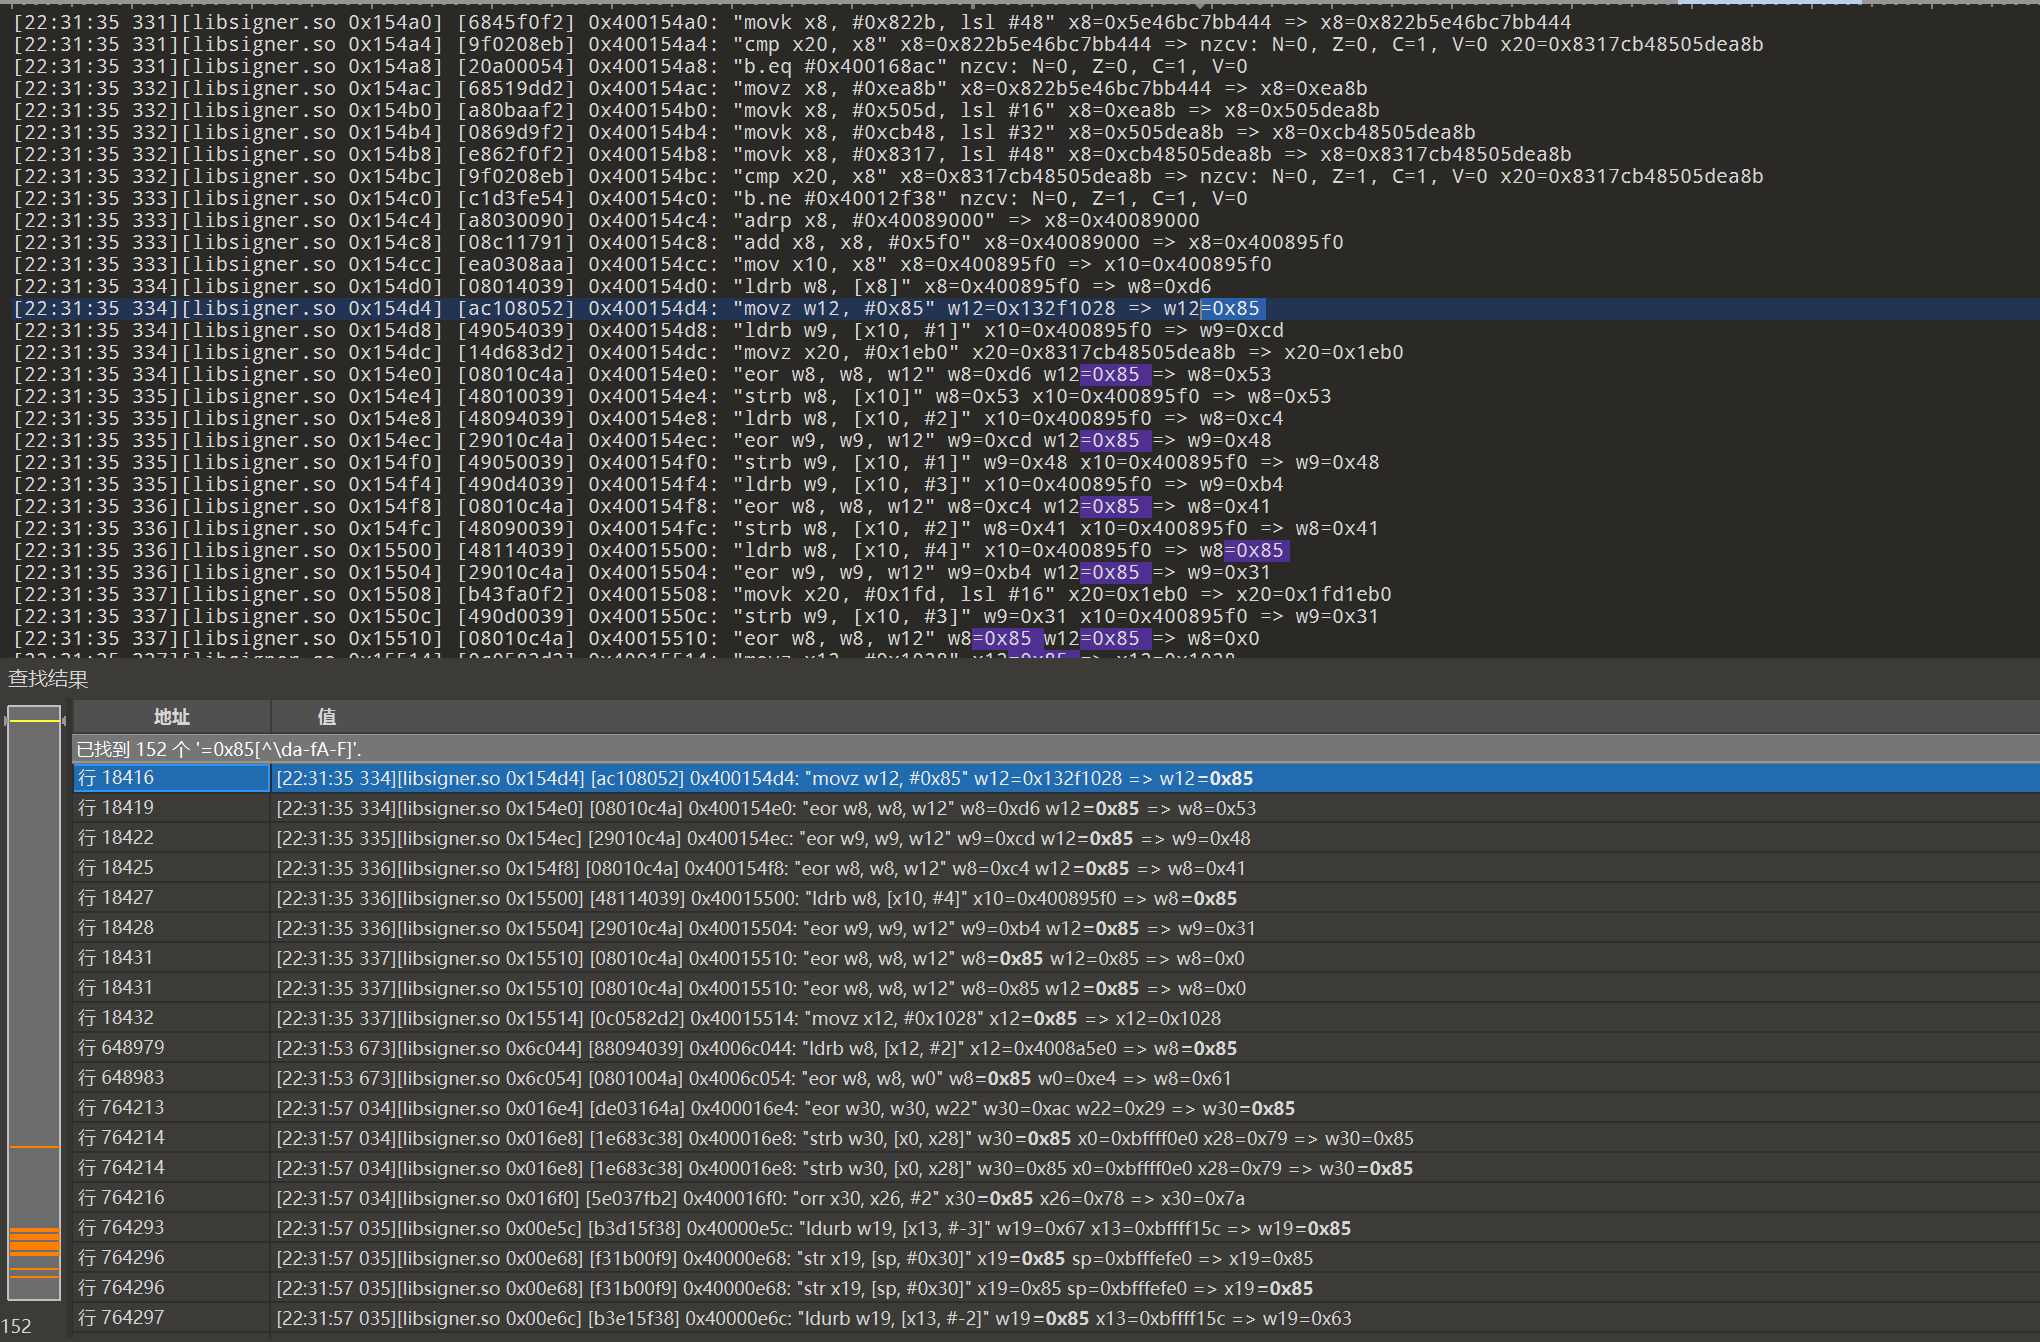 [22:31:35 331][libsigner.so 0x154a0] [6845f0f2] 0x400154a0: "movk x8, #0x822b, lsl #48" x8=0x5e46bc7bb444 => x8=0x822b5e46bc7bb444
[22:31:35 331][libsigner.so 0x154a4] [9f0208eb] 0x400154a4: "cmp x20, x8" x8=0x822b5e46bc7bb444 => nzcv: N=0, Z=0, C=1, V=0 x20=0x8317cb48505dea8b
[22:31:35 331][libsigner.so 0x154a8] [20a00054] 0x400154a8: "b.eq #0x400168ac" nzcv: N=0, Z=0, C=1, V=0
[22:31:35 332][libsigner.so 0x154ac] [68519dd2] 0x400154ac: "movz x8, #0xea8b" x8=0x822b5e46bc7bb444 => x8=0xea8b
[22:31:35 332][libsigner.so 0x154b0] [a80baaf2] 0x400154b0: "movk x8, #0x505d, lsl #16" x8=0xea8b => x8=0x505dea8b
[22:31:35 332][libsigner.so 0x154b4] [0869d9f2] 0x400154b4: "movk x8, #0xcb48, lsl #32" x8=0x505dea8b => x8=0xcb48505dea8b
[22:31:35 332][libsigner.so 0x154b8] [e862f0f2] 0x400154b8: "movk x8, #0x8317, lsl #48" x8=0xcb48505dea8b => x8=0x8317cb48505dea8b
[22:31:35 332][libsigner.so 0x154bc] [9f0208eb] 0x400154bc: "cmp x20, x8" x8=0x8317cb48505dea8b => nzcv: N=0, Z=1, C=1, V=0 x20=0x8317cb48505dea8b
[22:31:35 333][libsigner.so 0x154c0] [c1d3fe54] 0x400154c0: "b.ne #0x40012f38" nzcv: N=0, Z=1, C=1, V=0
[22:31:35 333][libsigner.so 0x154c4] [a8030090] 0x400154c4: "adrp x8, #0x40089000" => x8=0x40089000
[22:31:35 333][libsigner.so 0x154c8] [08c11791] 0x400154c8: "add x8, x8, #0x5f0" x8=0x40089000 => x8=0x400895f0
[22:31:35 333][libsigner.so 0x154cc] [ea0308aa] 0x400154cc: "mov x10, x8" x8=0x400895f0 => x10=0x400895f0
[22:31:35 334][libsigner.so 0x154d0] [08014039] 0x400154d0: "ldrb w8, [x8]" x8=0x400895f0 => w8=0xd6
[22:31:35 334][libsigner.so 0x154d4] [ac108052] 0x400154d4: "movz w12, #0x85" w12=0x132f1028 => w12=0x85
[22:31:35 334][libsigner.so 0x154d8] [49054039] 0x400154d8: "ldrb w9, [x10, #1]" x10=0x400895f0 => w9=0xcd
[22:31:35 334][libsigner.so 0x154dc] [14d683d2] 0x400154dc: "movz x20, #0x1eb0" x20=0x8317cb48505dea8b => x20=0x1eb0
[22:31:35 334][libsigner.so 0x154e0] [08010c4a] 0x400154e0: "eor w8, w8, w12" w8=0xd6 w12=0x85 => w8=0x53
[22:31:35 335][libsigner.so 0x154e4] [48010039] 0x400154e4: "strb w8, [x10]" w8=0x53 x10=0x400895f0 => w8=0x53
[22:31:35 335][libsigner.so 0x154e8] [48094039] 0x400154e8: "ldrb w8, [x10, #2]" x10=0x400895f0 => w8=0xc4
[22:31:35 335][libsigner.so 0x154ec] [29010c4a] 0x400154ec: "eor w9, w9, w12" w9=0xcd w12=0x85 => w9=0x48
[22:31:35 335][libsigner.so 0x154f0] [49050039] 0x400154f0: "strb w9, [x10, #1]" w9=0x48 x10=0x400895f0 => w9=0x48
[22:31:35 335][libsigner.so 0x154f4] [490d4039] 0x400154f4: "ldrb w9, [x10, #3]" x10=0x400895f0 => w9=0xb4
[22:31:35 336][libsigner.so 0x154f8] [08010c4a] 0x400154f8: "eor w8, w8, w12" w8=0xc4 w12=0x85 => w8=0x41
[22:31:35 336][libsigner.so 0x154fc] [48090039] 0x400154fc: "strb w8, [x10, #2]" w8=0x41 x10=0x400895f0 => w8=0x41
[22:31:35 336][libsigner.so 0x15500] [48114039] 0x40015500: "ldrb w8, [x10, #4]" x10=0x400895f0 => w8=0x85
[22:31:35 336][libsigner.so 0x15504] [29010c4a] 0x40015504: "eor w9, w9, w12" w9=0xb4 w12=0x85 => w9=0x31
[22:31:35 337][libsigner.so 0x15508] [b43fa0f2] 0x40015508: "movk x20, #0x1fd, lsl #16" x20=0x1eb0 => x20=0x1fd1eb0
[22:31:35 337][libsigner.so 0x1550c] [490d0039] 0x4001550c: "strb w9, [x10, #3]" w9=0x31 x10=0x400895f0 => w9=0x31
[22:31:35 337][libsigner.so 0x15510] [08010c4a] 0x40015510: "eor w8, w8, w12" w8=0x85 w12=0x85 => w8=0x0
[22:31:35 337][libsigner.so 0x15514] [0c0582d2] 0x40015514: "movz x12, #0x1028" x12=0x85 => x12=0x1028
查找结果
地址 值
已找到 152 个 '=0x85[^\da-fA-F]'.
行 18416 [22:31:35 334][libsigner.so 0x154d4] [ac108052] 0x400154d4: "movz w12, #0x85" w12=0x132f1028 => w12=0x85
行 18419 [22:31:35 334][libsigner.so 0x154e0] [08010c4a] 0x400154e0: "eor w8, w8, w12" w8=0xd6 w12=0x85 => w8=0x53
行 18422 [22:31:35 335][libsigner.so 0x154ec] [29010c4a] 0x400154ec: "eor w9, w9, w12" w9=0xcd w12=0x85 => w9=0x48
行 18425 [22:31:35 336][libsigner.so 0x154f8] [08010c4a] 0x400154f8: "eor w8, w8, w12" w8=0xc4 w12=0x85 => w8=0x41
行 18427 [22:31:35 336][libsigner.so 0x15500] [48114039] 0x40015500: "ldrb w8, [x10, #4]" x10=0x400895f0 => w8=0x85
行 18428 [22:31:35 336][libsigner.so 0x15504] [29010c4a] 0x40015504: "eor w9, w9, w12" w9=0xb4 w12=0x85 => w9=0x31
行 18431 [22:31:35 337][libsigner.so 0x15510] [08010c4a] 0x40015510: "eor w8, w8, w12" w8=0x85 w12=0x85 => w8=0x0
行 18431 [22:31:35 337][libsigner.so 0x15510] [08010c4a] 0x40015510: "eor w8, w8, w12" w8=0x85 w12=0x85 => w8=0x0
行 18432 [22:31:35 337][libsigner.so 0x15514] [0c0582d2] 0x40015514: "movz x12, #0x1028" x12=0x85 => x12=0x1028
行 648979 [22:31:53 673][libsigner.so 0x6c044] [88094039] 0x4006c044: "ldrb w8, [x12, #2]" x12=0x4008a5e0 => w8=0x85
行 648983 [22:31:53 673][libsigner.so 0x6c054] [0801004a] 0x4006c054: "eor w8, w8, w0" w8=0x85 w0=0xe4 => w8=0x61
行 764213 [22:31:57 034][libsigner.so 0x016e4] [de03164a] 0x400016e4: "eor w30, w30, w22" w30=0xac w22=0x29 => w30=0x85
行 764214 [22:31:57 034][libsigner.so 0x016e8] [1e683c38] 0x400016e8: "strb w30, [x0, x28]" w30=0x85 x0=0xbffff0e0 x28=0x79 => w30=0x85
行 764214 [22:31:57 034][libsigner.so 0x016e8] [1e683c38] 0x400016e8: "strb w30, [x0, x28]" w30=0x85 x0=0xbffff0e0 x28=0x79 => w30=0x85
行 764216 [22:31:57 034][libsigner.so 0x016f0] [5e037fb2] 0x400016f0: "orr x30, x26, #2" x30=0x85 x26=0x78 => x30=0x7a
行 764293 [22:31:57 035][libsigner.so 0x00e5c] [b3d15f38] 0x40000e5c: "ldurb w19, [x13, #-3]" w19=0x67 x13=0xbffff15c => w19=0x85
行 764296 [22:31:57 035][libsigner.so 0x00e68] [f31b00f9] 0x40000e68: "str x19, [sp, #0x30]" x19=0x85 sp=0xbfffefe0 => x19=0x85
行 764296 [22:31:57 035][libsigner.so 0x00e68] [f31b00f9] 0x40000e68: "str x19, [sp, #0x30]" x19=0x85 sp=0xbfffefe0 => x19=0x85
行 764297 [22:31:57 035][libsigner.so 0x00e6c] [b3e15f38] 0x40000e6c: "ldurb w19, [x13, #-2]" w19=0x85 x13=0xbffff15c => w19=0x63
152